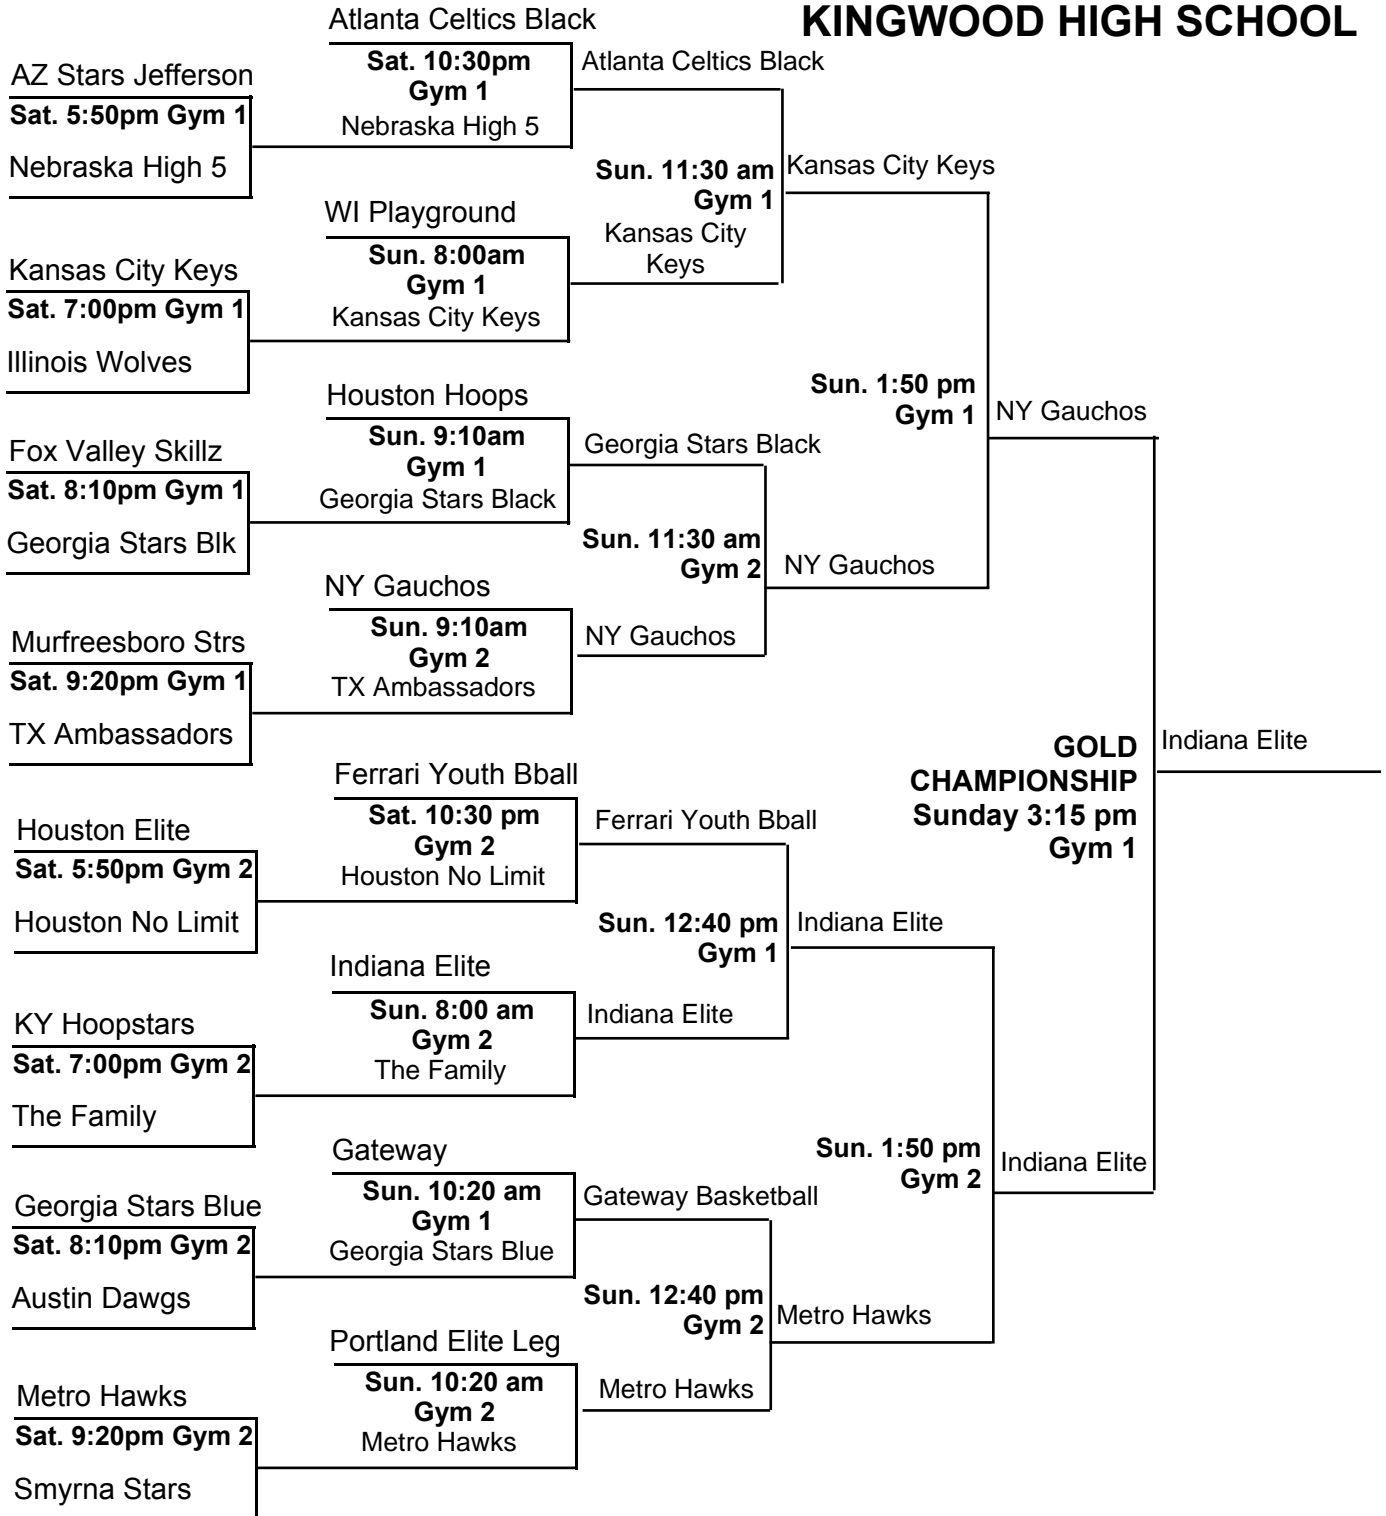 KINGWOOD HIGH SCHOOL
AZ Stars Jefferson
Sat. 5:50pm Gym 1
Nebraska High 5
Kansas City Keys
Sat. 7:00pm Gym 1
Illinois Wolves
Fox Valley Skillz
Sat. 8:10pm Gym 1
Georgia Stars Blk
Murfreesboro Strs
Sat. 9:20pm Gym 1
TX Ambassadors
Houston Elite
Sat. 5:50pm Gym 2
Houston No Limit
KY Hoopstars
Sat. 7:00pm Gym 2
The Family
Georgia Stars Blue
Sat. 8:10pm Gym 2
Austin Dawgs
Metro Hawks
Sat. 9:20pm Gym 2
Smyrna Stars
Atlanta Celtics Black
Sat. 10:30pm
Gym 1
Nebraska High 5
WI Playground
Sun. 8:00am
Gym 1
Kansas City Keys
Houston Hoops
Sun. 9:10am
Gym 1
Georgia Stars Black
NY Gauchos
Sun. 9:10am
Gym 2
TX Ambassadors
Ferrari Youth Bball
Sat. 10:30 pm
Gym 2
Houston No Limit
Indiana Elite
Sun. 8:00 am
Gym 2
The Family
Gateway
Sun. 10:20 am
Gym 1
Georgia Stars Blue
Portland Elite Leg
Sun. 10:20 am
Gym 2
Metro Hawks
Atlanta Celtics Black
Sun. 11:30 am
Gym 1
Kansas City
Keys
Georgia Stars Black
Sun. 11:30 am
Gym 2
NY Gauchos
Ferrari Youth Bball
Sun. 12:40 pm
Gym 1
Indiana Elite
Gateway Basketball
Sun. 12:40 pm
Gym 2
Metro Hawks
Kansas City Keys
Sun. 1:50 pm
Gym 1
NY Gauchos
Indiana Elite
Sun. 1:50 pm
Gym 2
Metro Hawks
NY Gauchos
GOLD
CHAMPIONSHIP
Sunday 3:15 pm
Gym 1
Indiana Elite
Indiana Elite